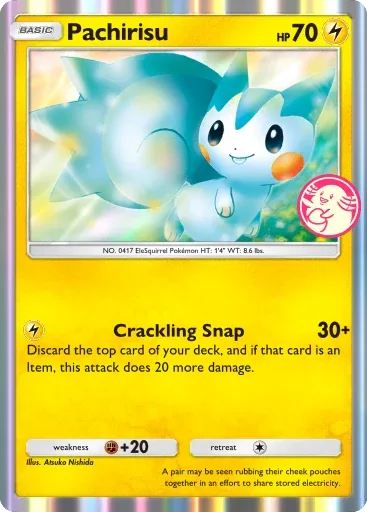 BASIC
Pachirisu
HP 70
NO. 0417 EleSquirrel Pokémon HT: 1'4" WT: 8.6 lbs.
Crackling Snap 30+
Discard the top card of your deck, and if that card is an
Item, this attack does 20 more damage.
weakness +20 retreat
Illus. Atsuko Nishida
A pair may be seen rubbing their cheek pouches
together in an effort to share stored electricity.